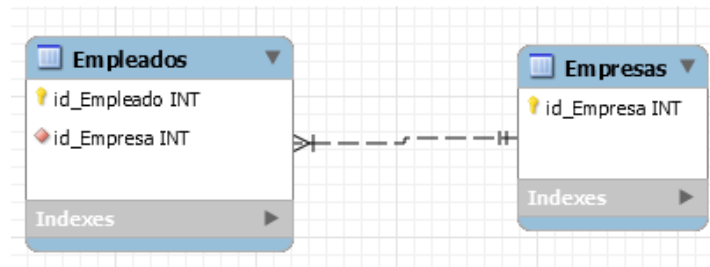 Empleados
id_Empleado INT
id_Empresa INT
Indexes
Empresas
id_Empresa INT
Indexes